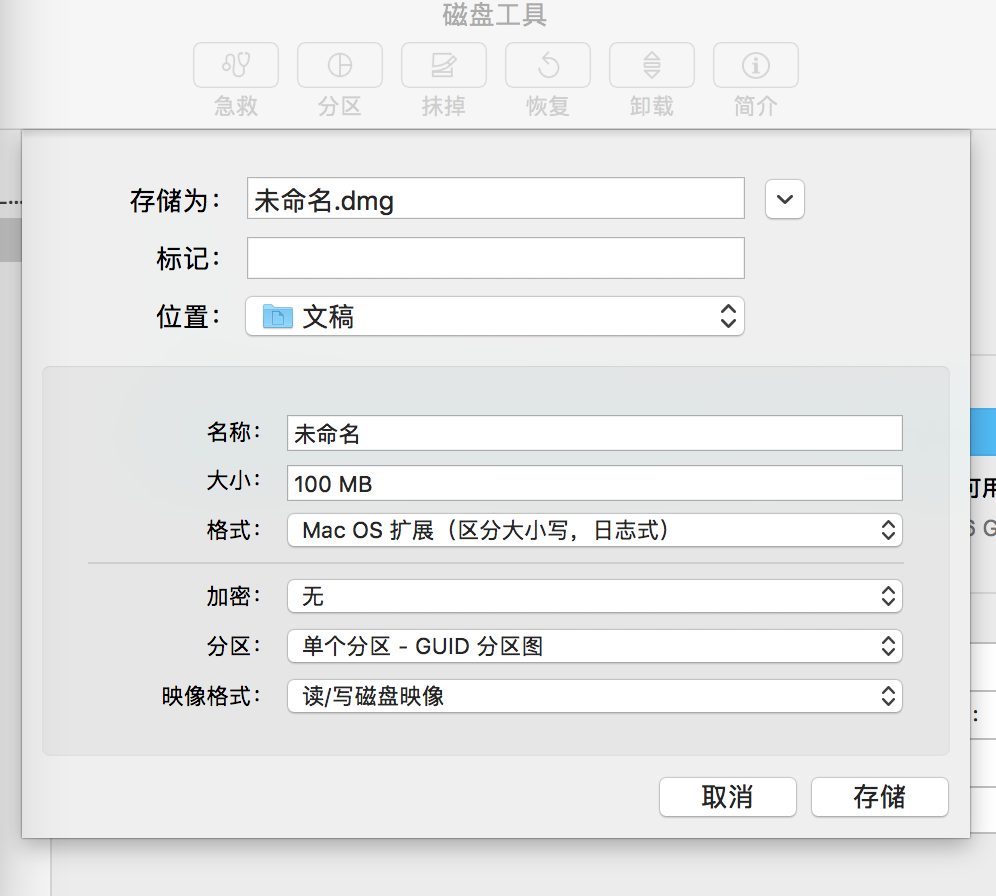 磁盘工具
急救 分区 抹掉 恢复 卸载 简介
存储为： 未命名.dmg
标记：
位置： 文稿
名称： 未命名
大小： 100 MB
格式： Mac OS 扩展（区分大小写，日志式）
加密： 无
分区： 单个分区 - GUID 分区图
映像格式： 读/写磁盘映像
取消 存储